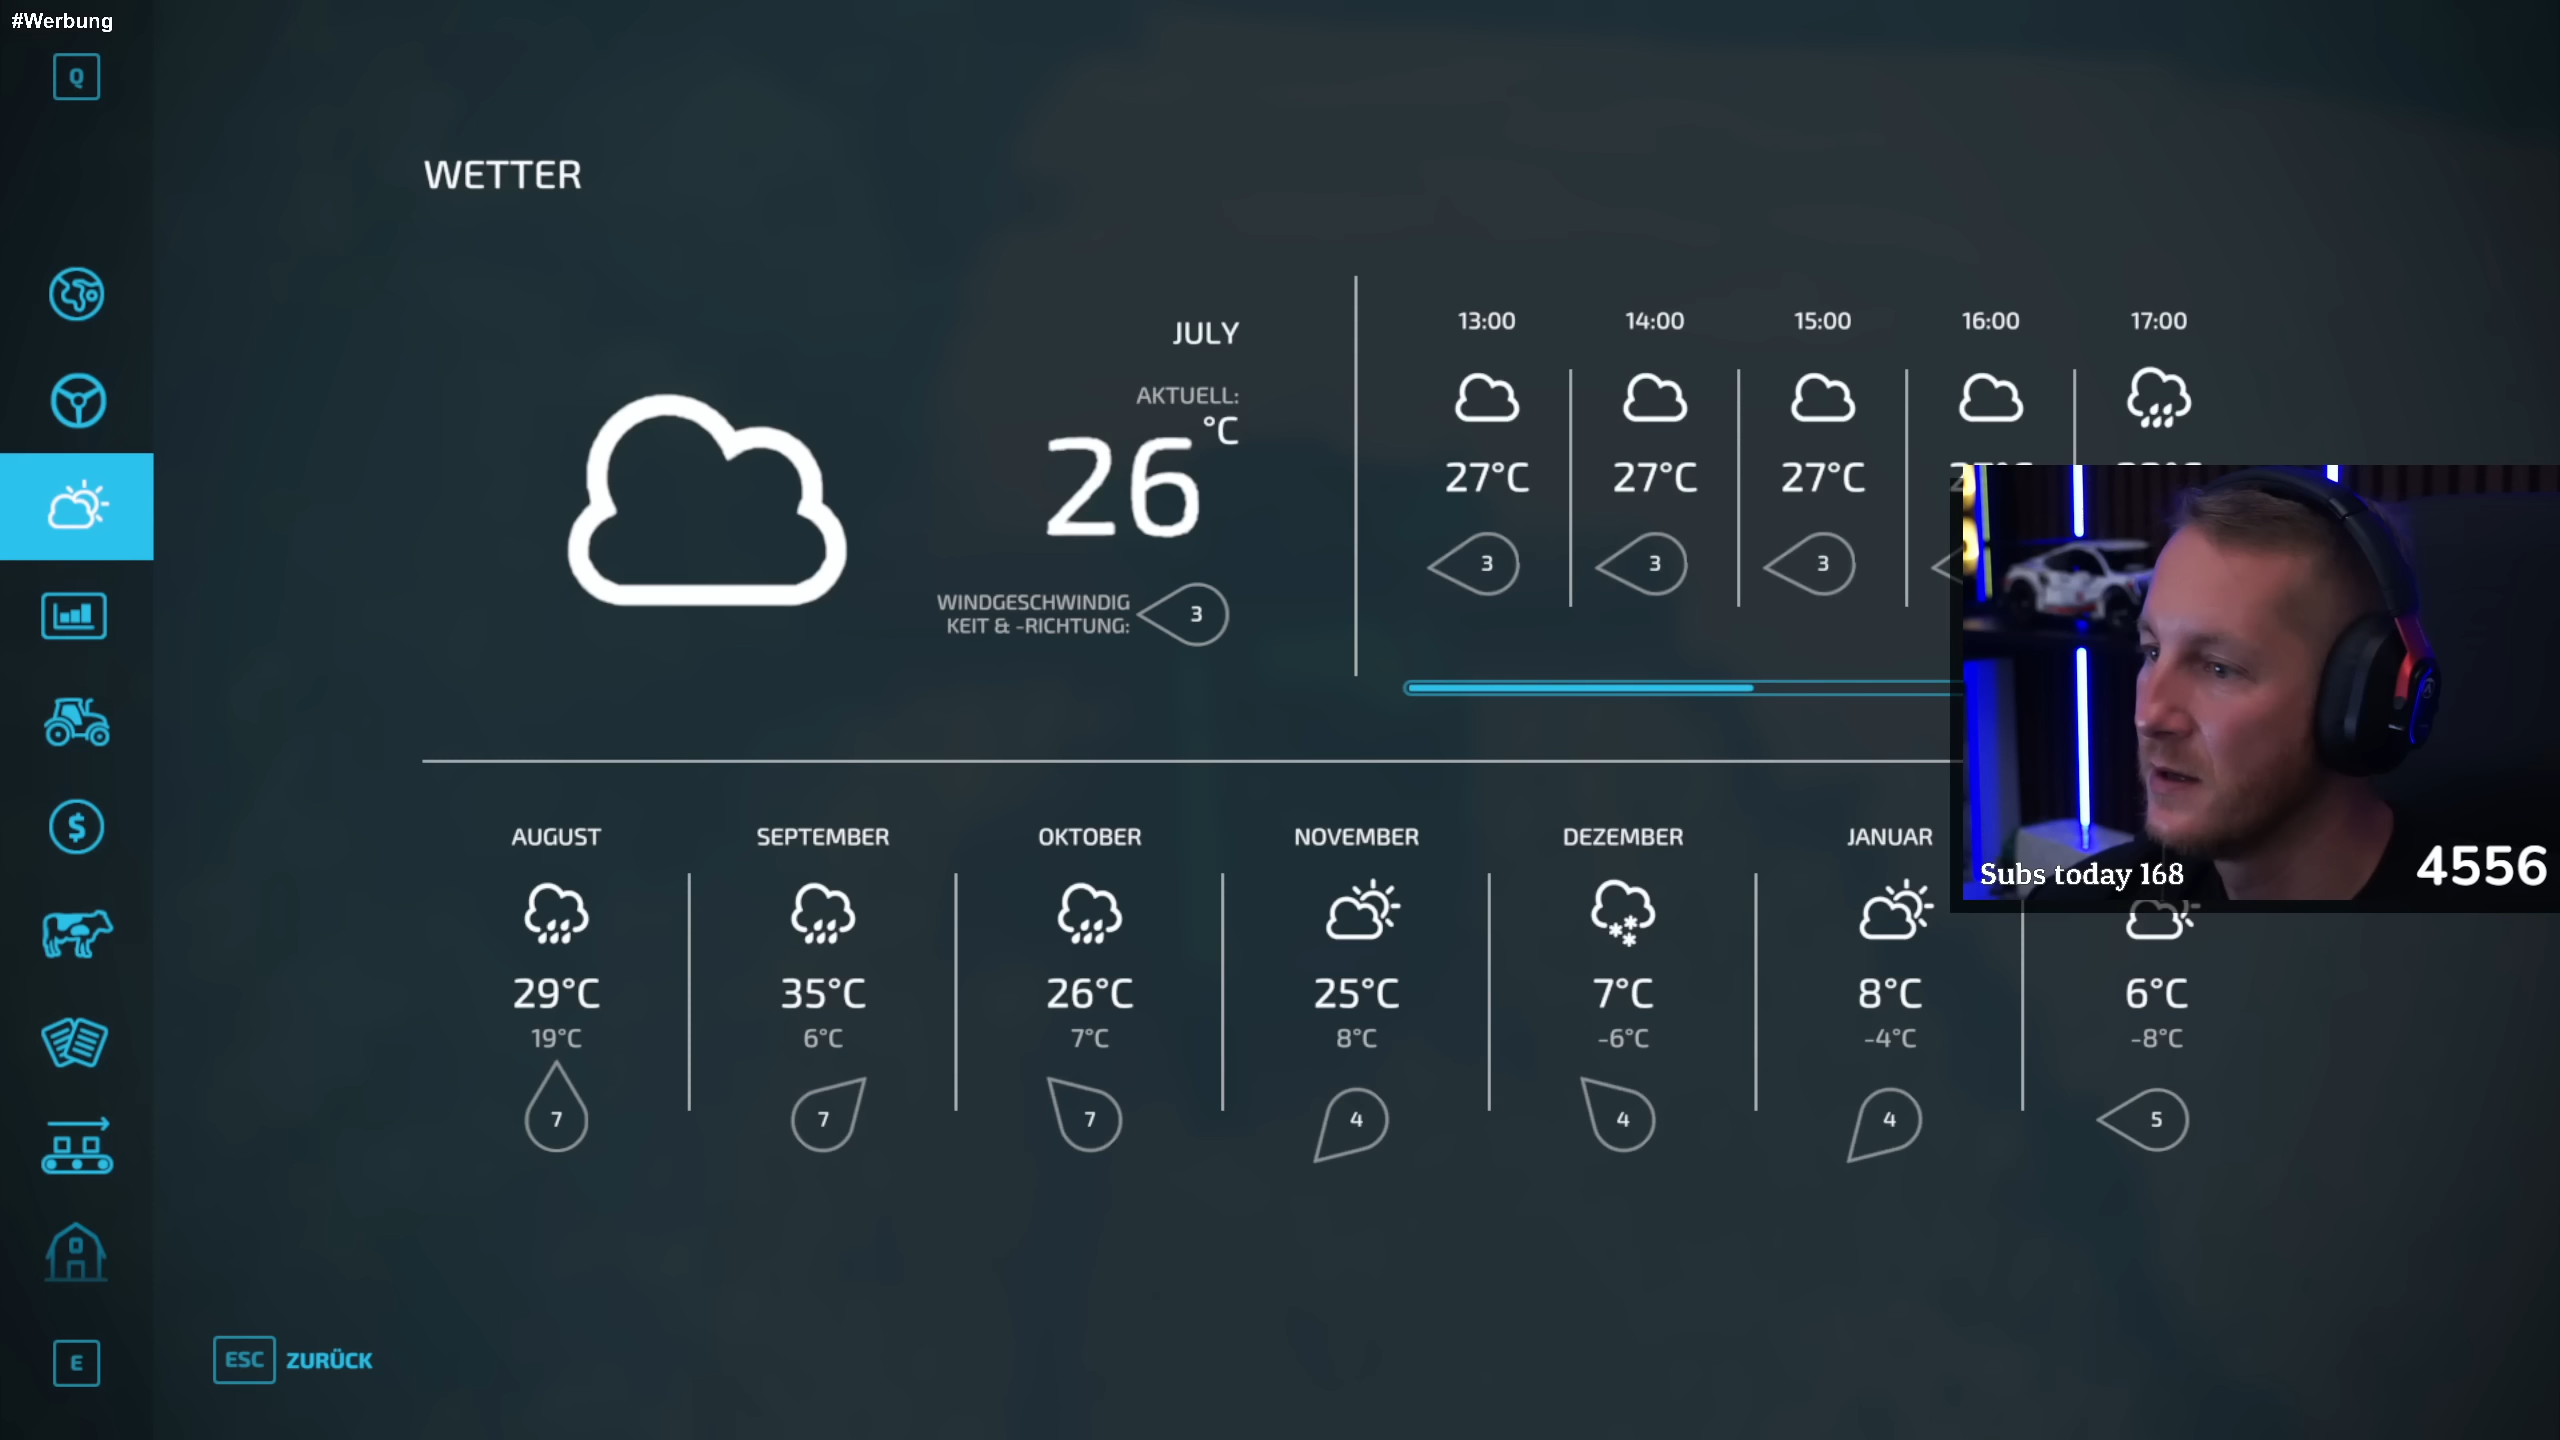 #Werbung
Q
WETTER
JULY
AKTUELL:
26 °C
WINDGESCHWINDIG
KEIT & -RICHTUNG:
3
13:00 14:00 15:00 16:00 17:00
27°C 27°C 27°C
3 3 3
AUGUST SEPTEMBER OKTOBER NOVEMBER DEZEMBER JANUAR
29°C 35°C 26°C 25°C 7°C 8°C 6°C
19°C 6°C 7°C 8°C -6°C -4°C -8°C
7 7 7 4 4 4 5
Subs today 168
4556
E
ESC ZURÜCK